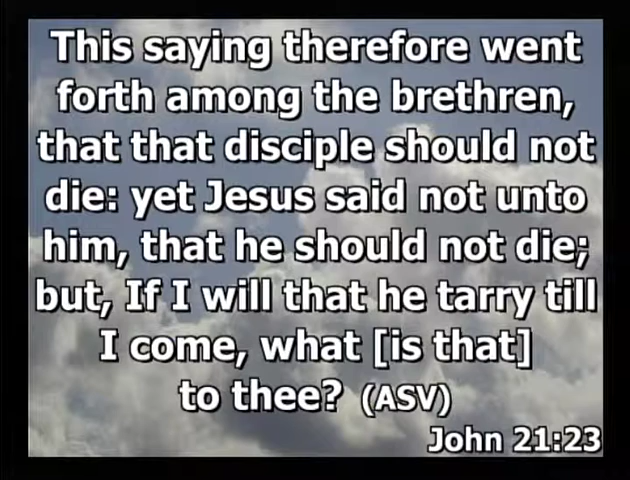 This saying therefore went
forth among the brethren,
that that disciple should not
die: yet Jesus said not unto
him, that he should not die;
but, If I will that he tarry till
I come, what [is that]
to thee? (ASV)
John 21:23